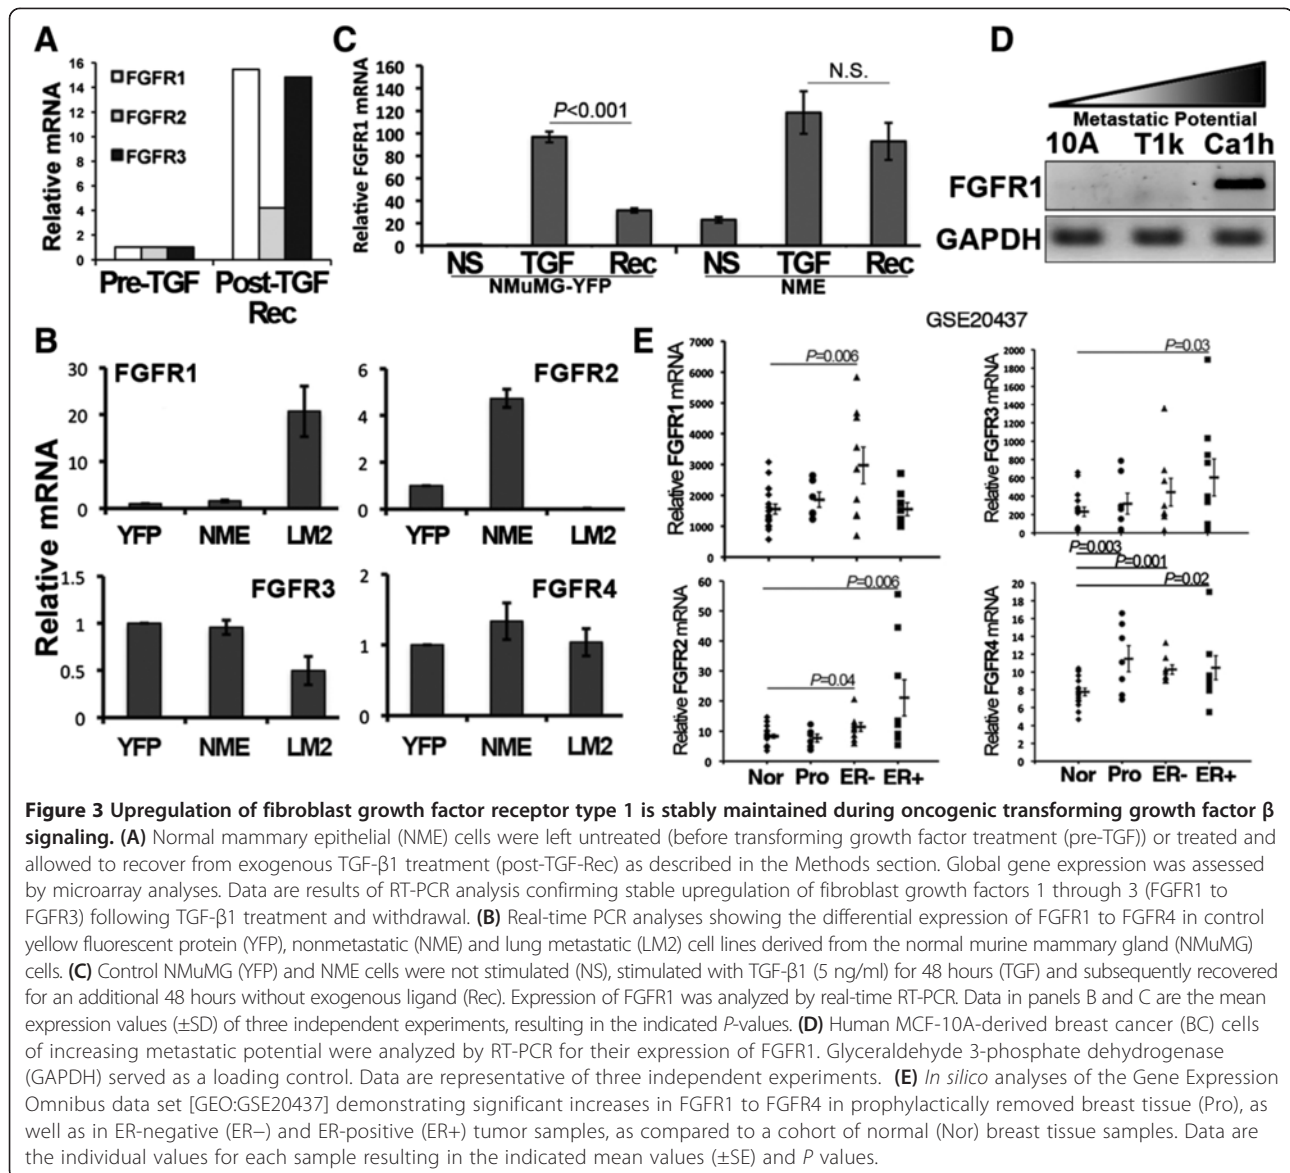 A
Relative mRNA
16
14
12
10
8
6
4
2
0
FGFR1
FGFR2
FGFR3
Pre-TGF Post-TGF
Rec
C
Relative FGFR1 mRNA
160
140
120
100
80
60
40
20
0
P<0.001
N.S.
NS TGF Rec NS TGF Rec
NMuMG-YFP NME
D
Metastatic Potential
10A T1k Ca1h
FGFR1
GAPDH
B
Relative mRNA
FGFR1
30
20
10
0
YFP NME LM2
FGFR2
6
4
2
0
YFP NME LM2
FGFR3
1.5
1
0.5
0
YFP NME LM2
FGFR4
2
1
0
YFP NME LM2
E
GSE20437
Relative FGFR1 mRNA
7000
6000
5000
4000
3000
2000
1000
0
P=0.006
Relative FGFR3 mRNA
2000
1800
1600
1400
1200
1000
800
600
400
200
0
P=0.03
Relative FGFR2 mRNA
60
50
40
30
20
10
0
P=0.006
P=0.04
Nor Pro ER- ER+
Relative FGFR4 mRNA
20
18
16
14
12
10
8
6
4
2
0
P=0.003
P=0.001
P=0.02
Nor Pro ER- ER+
Figure 3 Upregulation of fibroblast growth factor receptor type 1 is stably maintained during oncogenic transforming growth factor β
signaling. (A) Normal mammary epithelial (NME) cells were left untreated (before transforming growth factor treatment (pre-TGF)) or treated and
allowed to recover from exogenous TGF-β1 treatment (post-TGF-Rec) as described in the Methods section. Global gene expression was assessed
by microarray analyses. Data are results of RT-PCR analysis confirming stable upregulation of fibroblast growth factors 1 through 3 (FGFR1 to
FGFR3) following TGF-β1 treatment and withdrawal. (B) Real-time PCR analyses showing the differential expression of FGFR1 to FGFR4 in control
yellow fluorescent protein (YFP), nonmetastatic (NME) and lung metastatic (LM2) cell lines derived from the normal murine mammary gland (NMuMG)
cells. (C) Control NMuMG (YFP) and NME cells were not stimulated (NS), stimulated with TGF-β1 (5 ng/ml) for 48 hours (TGF) and subsequently recovered
for an additional 48 hours without exogenous ligand (Rec). Expression of FGFR1 was analyzed by real-time RT-PCR. Data in panels B and C are the mean
expression values (±SD) of three independent experiments, resulting in the indicated P-values. (D) Human MCF-10A-derived breast cancer (BC) cells
of increasing metastatic potential were analyzed by RT-PCR for their expression of FGFR1. Glyceraldehyde 3-phosphate dehydrogenase
(GAPDH) served as a loading control. Data are representative of three independent experiments. (E) In silico analyses of the Gene Expression
Omnibus data set [GEO:GSE20437] demonstrating significant increases in FGFR1 to FGFR4 in prophylactically removed breast tissue (Pro), as
well as in ER-negative (ER−) and ER-positive (ER+) tumor samples, as compared to a cohort of normal (Nor) breast tissue samples. Data are
the individual values for each sample resulting in the indicated mean values (±SE) and P values.